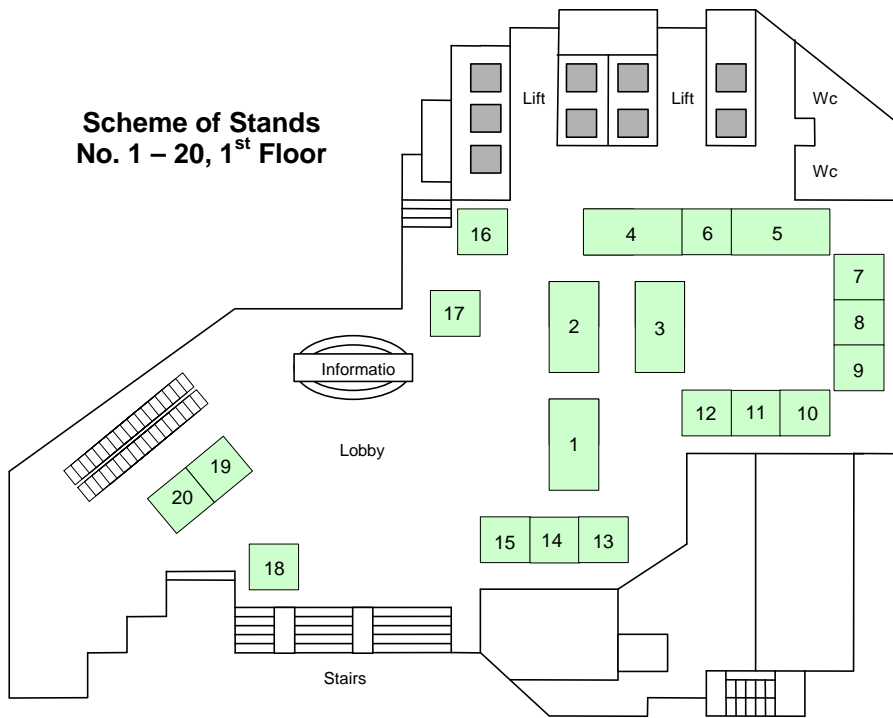 Scheme of Stands
No. 1 – 20, 1st Floor
Lift
Lift
Wc
Wc
16
4
6
5
7
17
2
3
8
Informatio
9
12
11
10
1
Lobby
19
20
15
14
13
18
Stairs